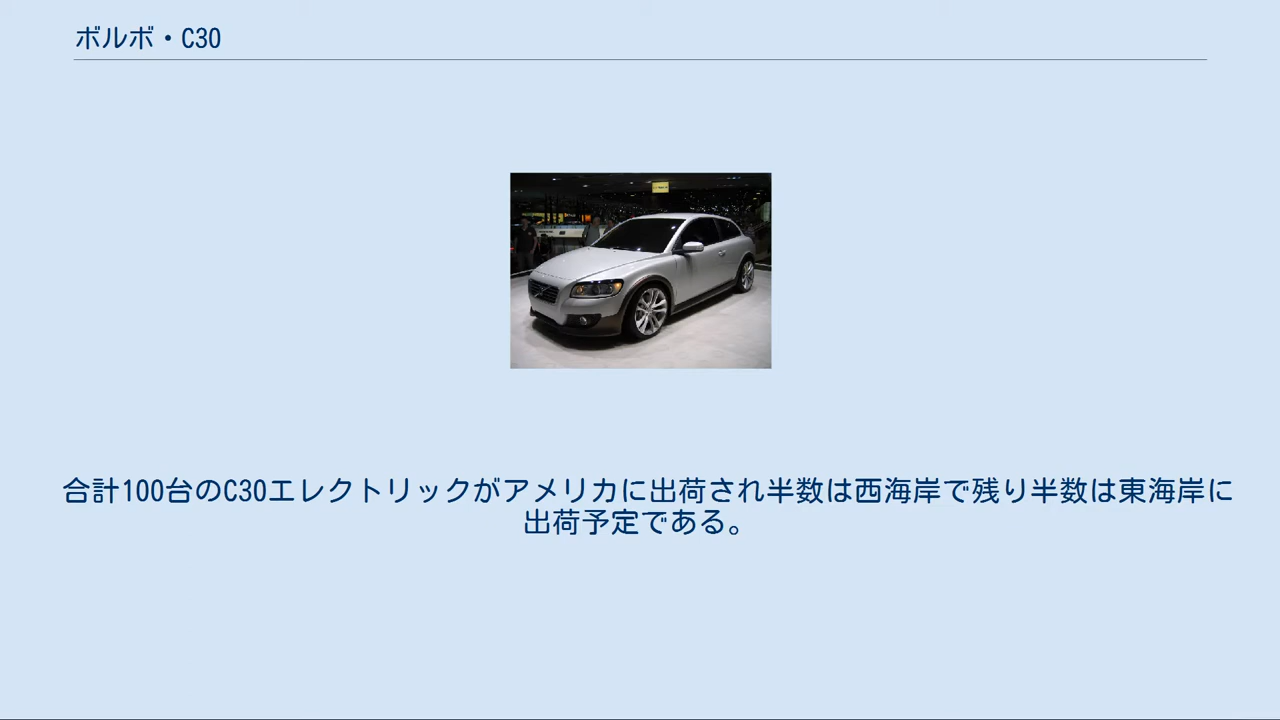 ボルボ・C30
合計100台のC30エレクトリックがアメリカに出荷され半数は西海岸で残り半数は東海岸に
出荷予定である。